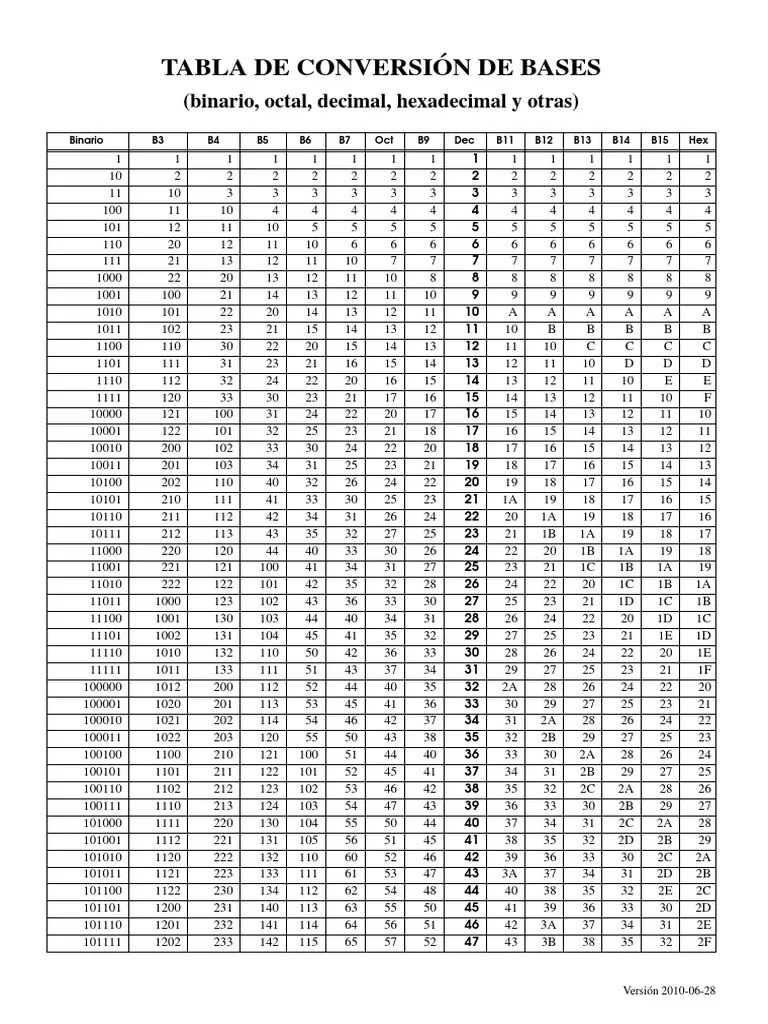 TABLA DE CONVERSIÓN DE BASES
(binario, octal, decimal, hexadecimal y otras)
Binario B3 B4 B5 B6 B7 Oct B9 Dec B11 B12 B13 B14 B15 Hex
1 1 1 1 1 1 1 1 1 1 1 1 1 1 1
10 2 2 2 2 2 2 2 2 2 2 2 2 2 2
11 10 3 3 3 3 3 3 3 3 3 3 3 3 3
100 11 10 4 4 4 4 4 4 4 4 4 4 4 4
101 12 11 10 5 5 5 5 5 5 5 5 5 5 5
110 20 12 11 10 6 6 6 6 6 6 6 6 6 6
111 21 13 12 11 10 7 7 7 7 7 7 7 7 7
1000 22 20 13 12 11 10 8 8 8 8 8 8 8 8
1001 100 21 14 13 12 11 10 9 9 9 9 9 9 9
1010 101 22 20 14 13 12 11 10 A A A A A A
1011 102 23 21 15 14 13 12 11 10 B B B B B
1100 110 30 22 20 15 14 13 12 11 10 C C C C
1101 111 31 23 21 16 15 14 13 12 11 10 D D D
1110 112 32 24 22 20 16 15 14 13 12 11 10 E E
1111 120 33 30 23 21 17 16 15 14 13 12 11 10 F
10000 121 100 31 24 22 20 17 16 15 14 13 12 11 10
10001 122 101 32 25 23 21 18 17 16 15 14 13 12 11
10010 200 102 33 30 24 22 20 18 17 16 15 14 13 12
10011 201 103 34 31 25 23 21 19 18 17 16 15 14 13
10100 202 110 40 32 26 24 22 20 19 18 17 16 15 14
10101 210 111 41 33 30 25 23 21 1A 19 18 17 16 15
10110 211 112 42 34 31 26 24 22 20 1A 19 18 17 16
10111 212 113 43 35 32 27 25 23 21 1B 1A 19 18 17
11000 220 120 44 40 33 30 26 24 22 20 1B 1A 19 18
11001 221 121 100 41 34 31 27 25 23 21 1C 1B 1A 19
11010 222 122 101 42 35 32 28 26 24 22 20 1C 1B 1A
11011 1000 123 102 43 36 33 30 27 25 23 21 1D 1C 1B
11100 1001 130 103 44 40 34 31 28 26 24 22 20 1D 1C
11101 1002 131 104 45 41 35 32 29 27 25 23 21 1E 1D
11110 1010 132 110 50 42 36 33 30 28 26 24 22 20 1E
11111 1011 133 111 51 43 37 34 31 29 27 25 23 21 1F
100000 1012 200 112 52 44 40 35 32 2A 28 26 24 22 20
100001 1020 201 113 53 45 41 36 33 30 29 27 25 23 21
100010 1021 202 114 54 46 42 37 34 31 2A 28 26 24 22
100011 1022 203 120 55 50 43 38 35 32 2B 29 27 25 23
100100 1100 210 121 100 51 44 40 36 33 30 2A 28 26 24
100101 1101 211 122 101 52 45 41 37 34 31 2B 29 27 25
100110 1102 212 123 102 53 46 42 38 35 32 2C 2A 28 26
100111 1110 213 124 103 54 47 43 39 36 33 30 2B 29 27
101000 1111 220 130 104 55 50 44 40 37 34 31 2C 2A 28
101001 1112 221 131 105 56 51 45 41 38 35 32 2D 2B 29
101010 1120 222 132 110 60 52 46 42 39 36 33 30 2C 2A
101011 1121 223 133 111 61 53 47 43 3A 37 34 31 2D 2B
101100 1122 230 134 112 62 54 48 44 40 38 35 32 2E 2C
101101 1200 231 140 113 63 55 50 45 41 39 36 33 30 2D
101110 1201 232 141 114 64 56 51 46 42 3A 37 34 31 2E
101111 1202 233 142 115 65 57 52 47 43 3B 38 35 32 2F
Versión 2010-06-28